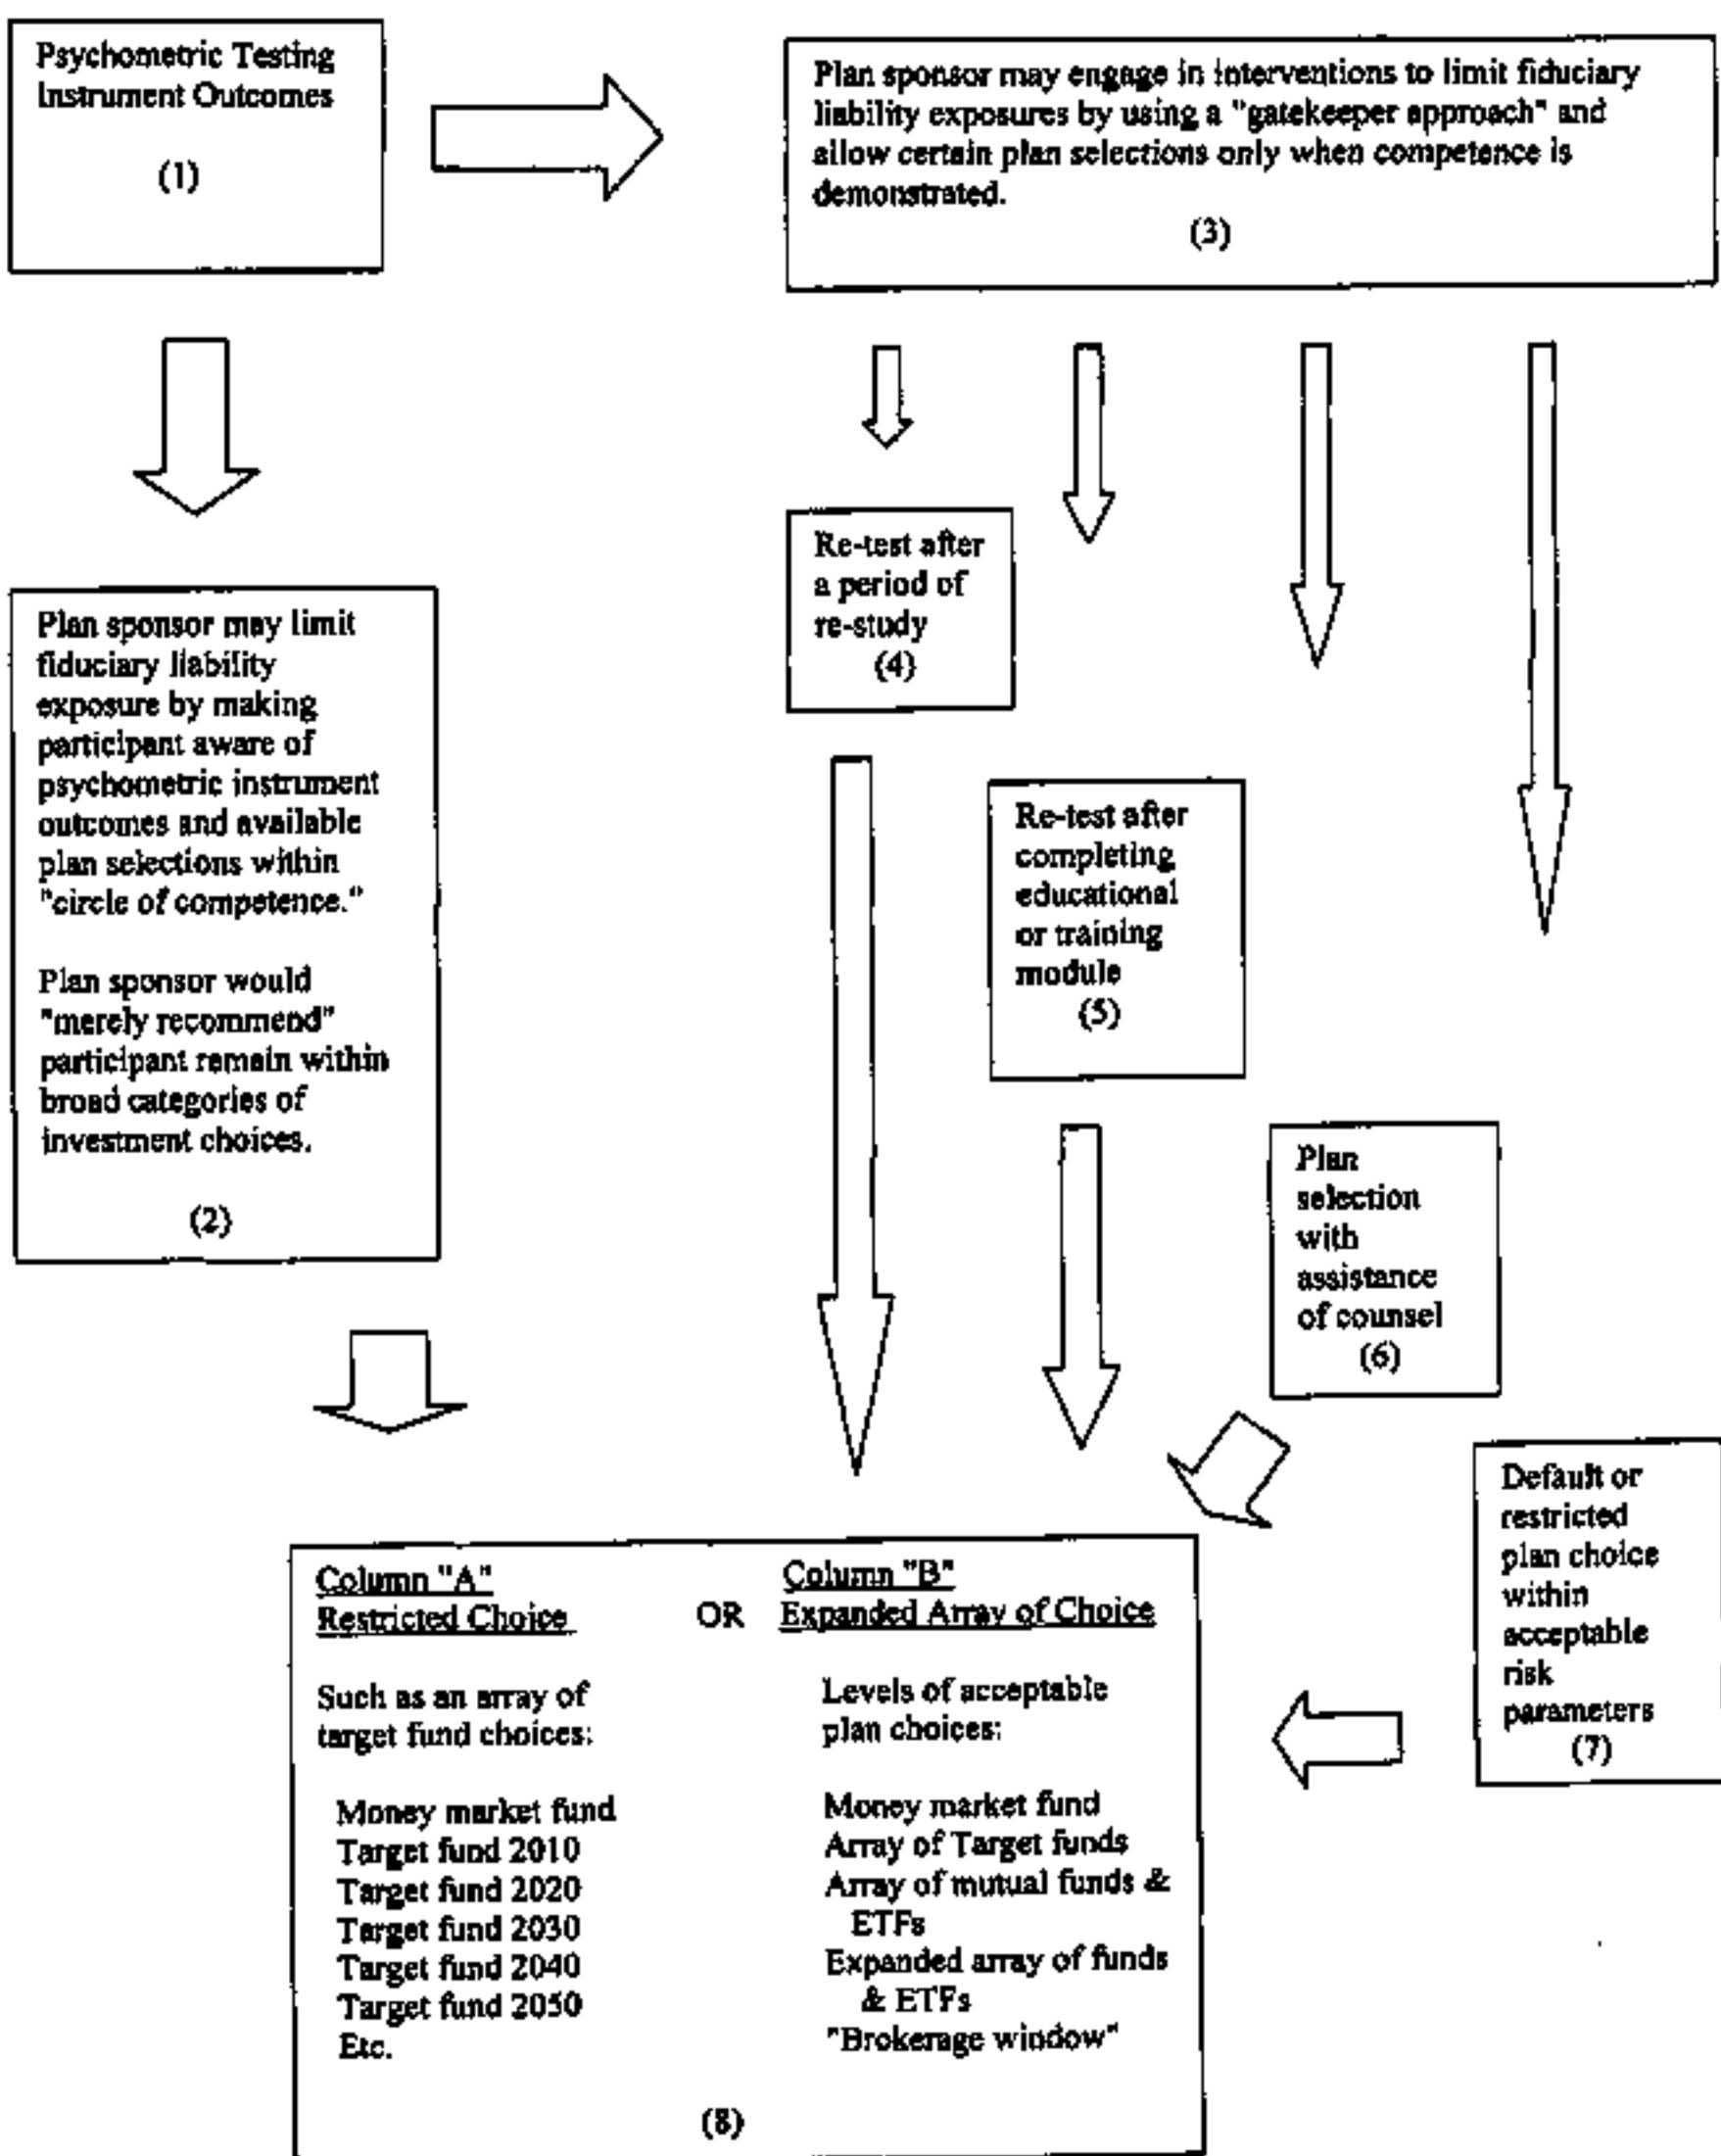 Psychometric Testing
Instrument Outcomes
(1)
Plan sponsor may engage in interventions to limit fiduciary
liability exposures by using a "gatekeeper approach" and
allow certain plan selections only when competence is
demonstrated.
(3)
Plan sponsor may limit
fiduciary liability
exposure by making
participant aware of
psychometric instrument
outcomes and available
plan selections within
"circle of competence."
Plan sponsor would
"merely recommend"
participant remain within
broad categories of
investment choices.
(2)
Re-test after
a period of
re-study
(4)
Re-test after
completing
educational
or training
module
(5)
Plan
selection
with
assistance
of counsel
(6)
Default or
restricted
plan choice
within
acceptable
risk
parameters
(7)
Column "A"
Restricted Choice
OR
Column "B"
Expanded Array of Choice
Such as an array of
target fund choices:
Money market fund
Target fund 2010
Target fund 2020
Target fund 2030
Target fund 2040
Target fund 2050
Etc.
Levels of acceptable
plan choices:
Money market fund
Array of Target funds
Array of mutual funds &
ETFs
Expanded array of funds
& ETFs
"Brokerage window"
(8)